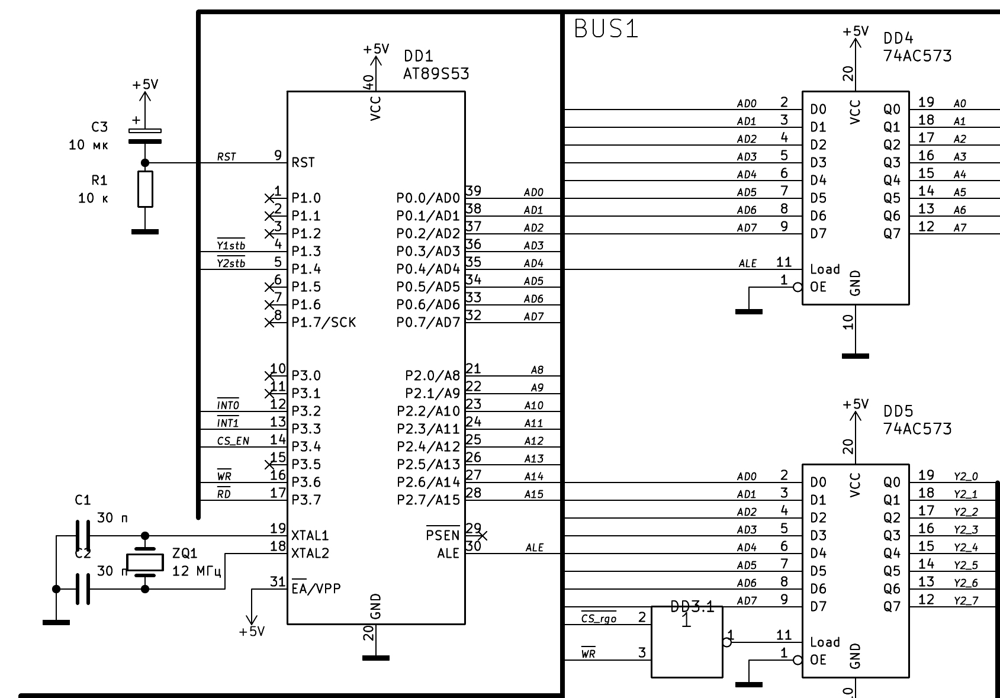 BUS1
+5V
DD4
74AC573
20
+5V
DD1
AT89S53
40
+5V
+
C3
10 мк
R1
10 к
RST 9 RST
VCC
1 P1.0
2 P1.1
3 P1.2
Y1stb 4 P1.3
Y2stb 5 P1.4
6 P1.5
7 P1.6
8 P1.7/SCK
10 P3.0
11 P3.1
INT0 12 P3.2
INT1 13 P3.3
CS_EN 14 P3.4
15 P3.5
WR 16 P3.6
RD 17 P3.7
19 XTAL1
18 XTAL2
31 EA/VPP
P0.0/AD0 39 AD0
P0.1/AD1 38 AD1
P0.2/AD2 37 AD2
P0.3/AD3 36 AD3
P0.4/AD4 35 AD4
P0.5/AD5 34 AD5
P0.6/AD6 33 AD6
P0.7/AD7 32 AD7
P2.0/A8 21 A8
P2.1/A9 22 A9
P2.2/A10 23 A10
P2.3/A11 24 A11
P2.4/A12 25 A12
P2.5/A13 26 A13
P2.6/A14 27 A14
P2.7/A15 28 A15
PSEN 29
ALE 30 ALE
GND
20
C1
30 п
C2
30 п
ZQ1
12 МГц
+5V
AD0 2 D0 VCC Q0 19 A0
AD1 3 D1 Q1 18 A1
AD2 4 D2 Q2 17 A2
AD3 5 D3 Q3 16 A3
AD4 6 D4 Q4 15 A4
AD5 7 D5 Q5 14 A5
AD6 8 D6 Q6 13 A6
AD7 9 D7 Q7 12 A7
ALE 11 Load
1 OE
GND
10
+5V
DD5
74AC573
20
AD0 2 D0 VCC Q0 19 Y2_0
AD1 3 D1 Q1 18 Y2_1
AD2 4 D2 Q2 17 Y2_2
AD3 5 D3 Q3 16 Y2_3
AD4 6 D4 Q4 15 Y2_4
AD5 7 D5 Q5 14 Y2_5
AD6 8 D6 Q6 13 Y2_6
AD7 9 D7 Q7 12 Y2_7
DD3.1
CS_rgo 2 1
WR 3
1
11 Load
1 OE
GND